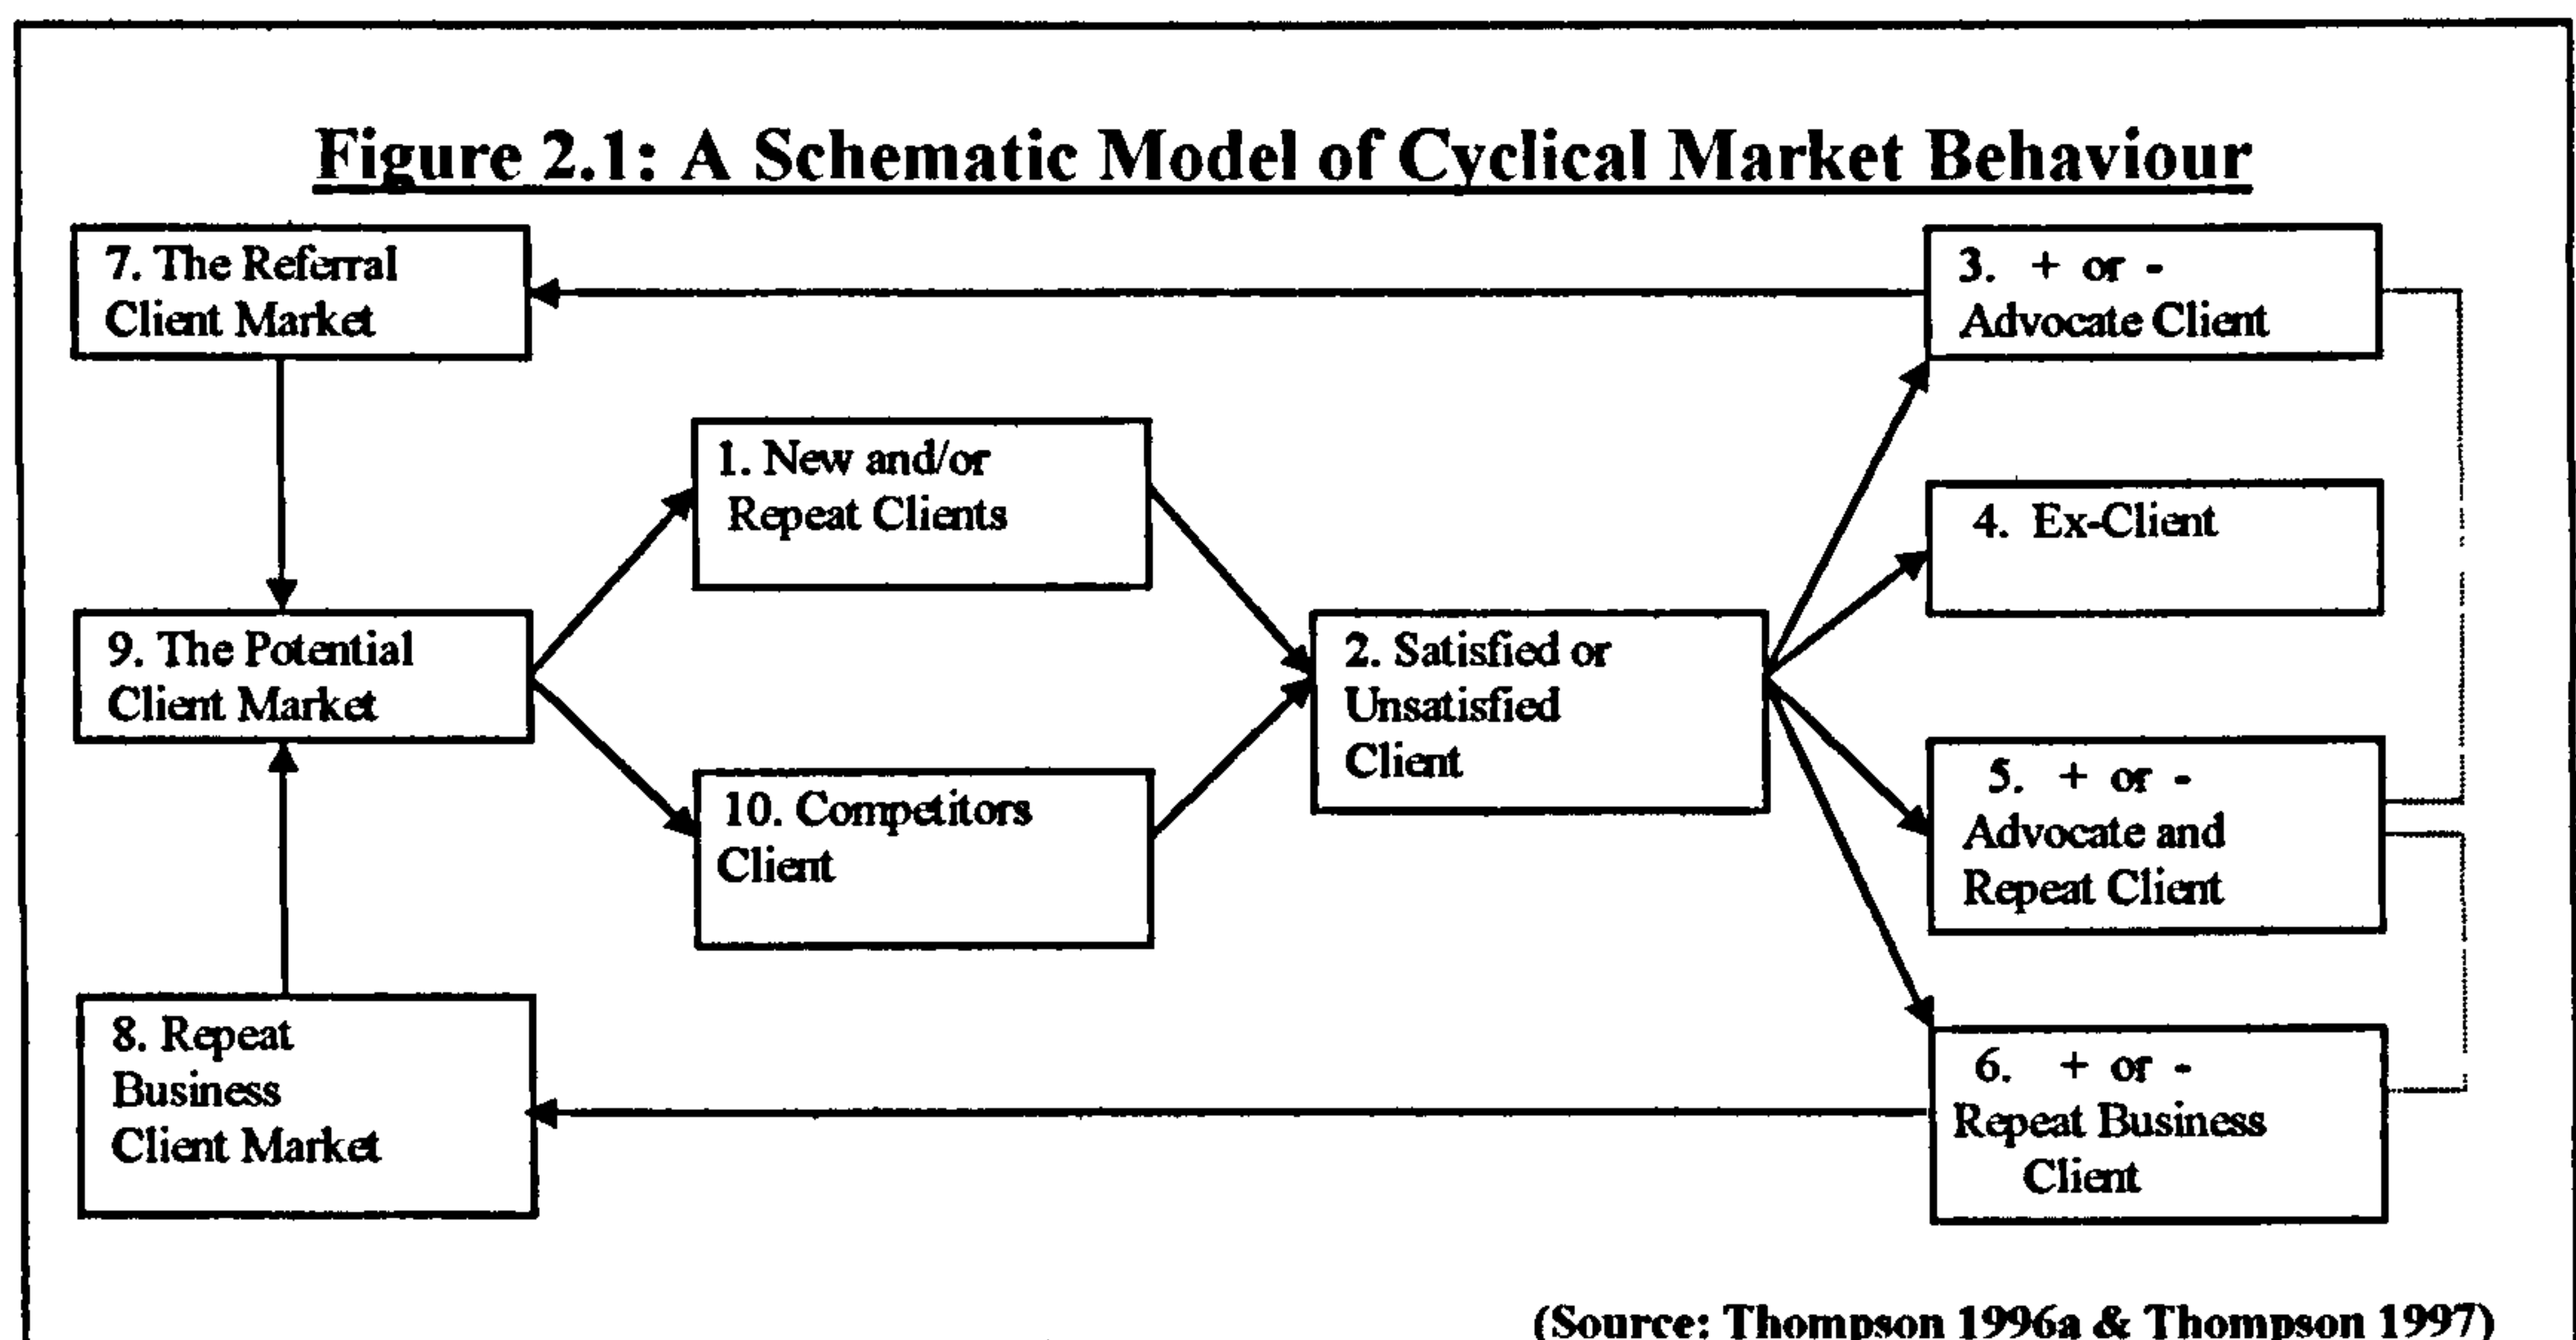 Figure 2.1: A Schematic Model of Cyclical Market Behaviour
7. The Referral
Client Market
3. + or -
Advocate Client
1. New and/or
Repeat Clients
4. Ex-Client
9. The Potential
Client Market
2. Satisfied or
Unsatisfied
Client
10. Competitors
Client
5. + or -
Advocate and
Repeat Client
8. Repeat
Business
Client Market
6. + or -
Repeat Business
Client
(Source: Thompson 1996a & Thompson 1997)